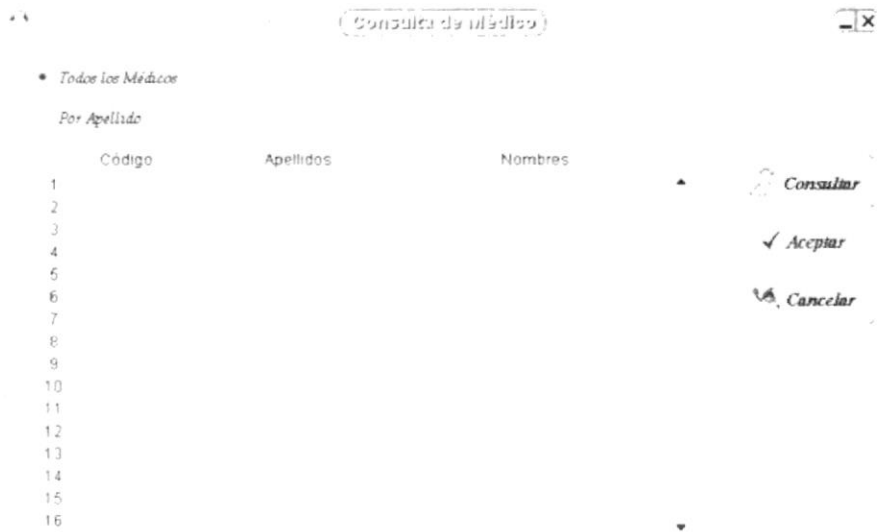 Consulta de Médico
Todos los Médicos
Por Apellido
Código Apellidos Nombres
1
Consultar
2
3
Aceptar
4
5
6
Cancelar
7
8
9
10
11
12
13
14
15
16